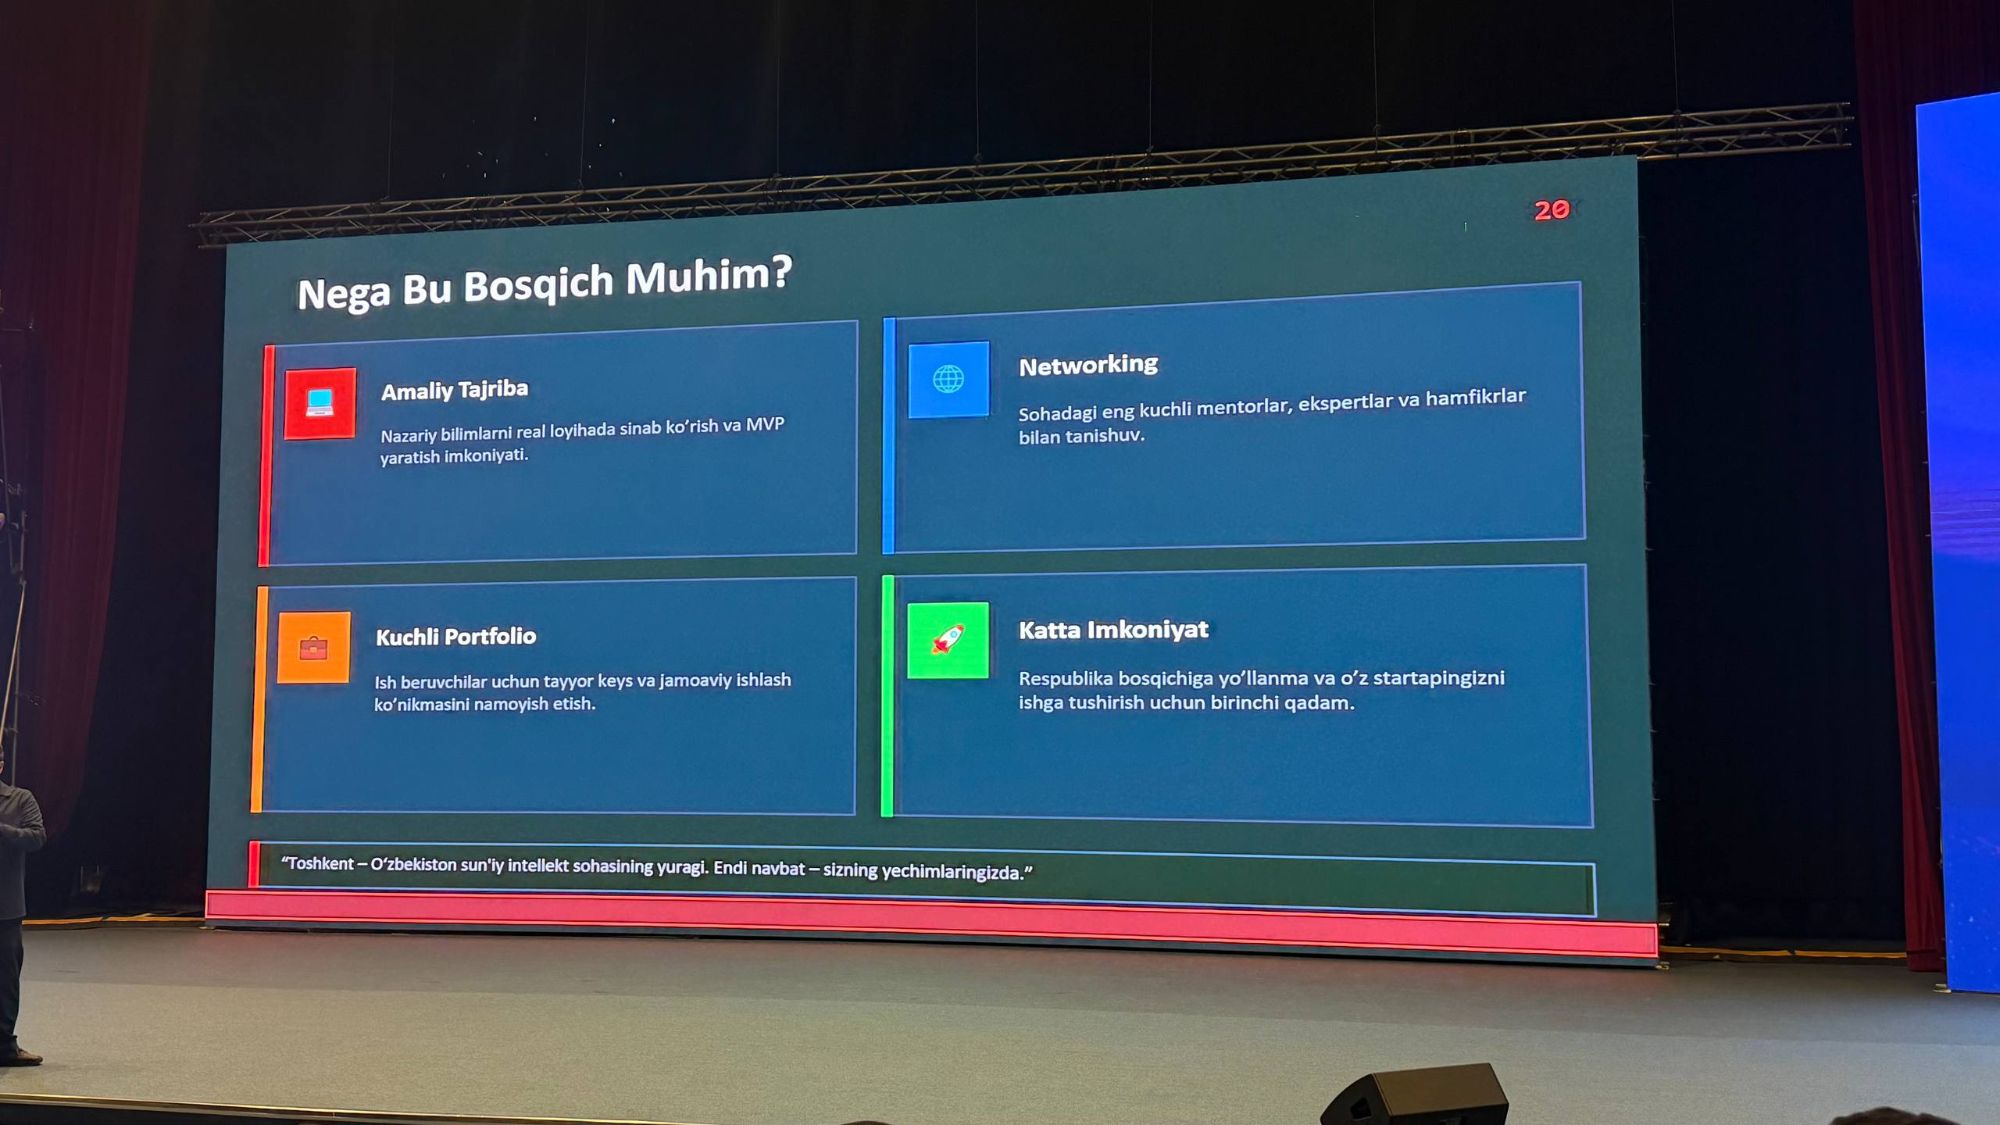 20
Nega Bu Bosqich Muhim?
Amaliy Tajriba
Nazariy bilimlarni real loyihada sinab ko‘rish va MVP
yaratish imkoniyati.
Networking
Sohadagi eng kuchli mentorlar, ekspertlar va hamfikrlar
bilan tanishuv.
Kuchli Portfolio
Ish beruvchilar uchun tayyor keys va jamoaviy ishlash
ko‘nikmasini namoyish etish.
Katta Imkoniyat
Respublika bosqichiga yo‘llanma va o‘z startapingizni
ishga tushirish uchun birinchi qadam.
“Toshkent – O‘zbekiston sun'iy intellekt sohasining yuragi. Endi navbat – sizning yechimlaringizda.”